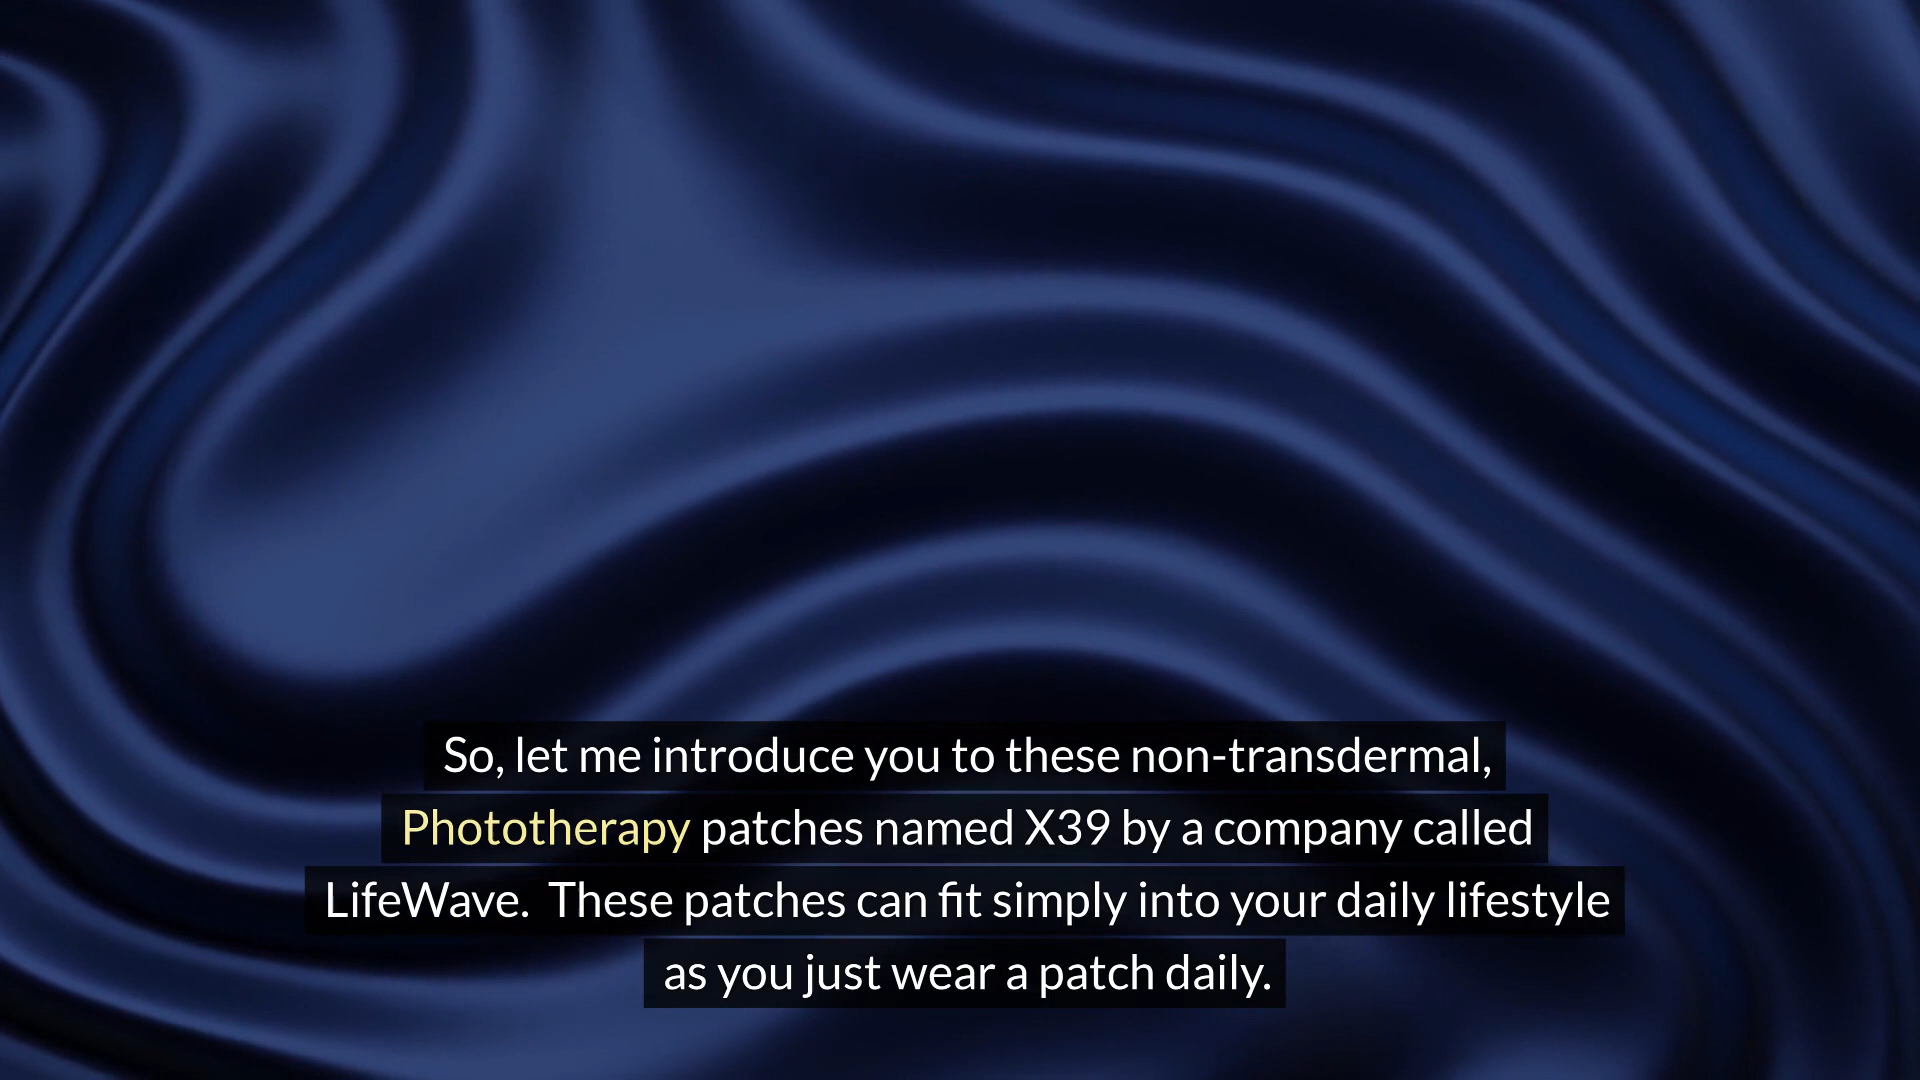 So, let me introduce you to these non-transdermal,
Phototherapy patches named X39 by a company called
LifeWave.  These patches can fit simply into your daily lifestyle
as you just wear a patch daily.